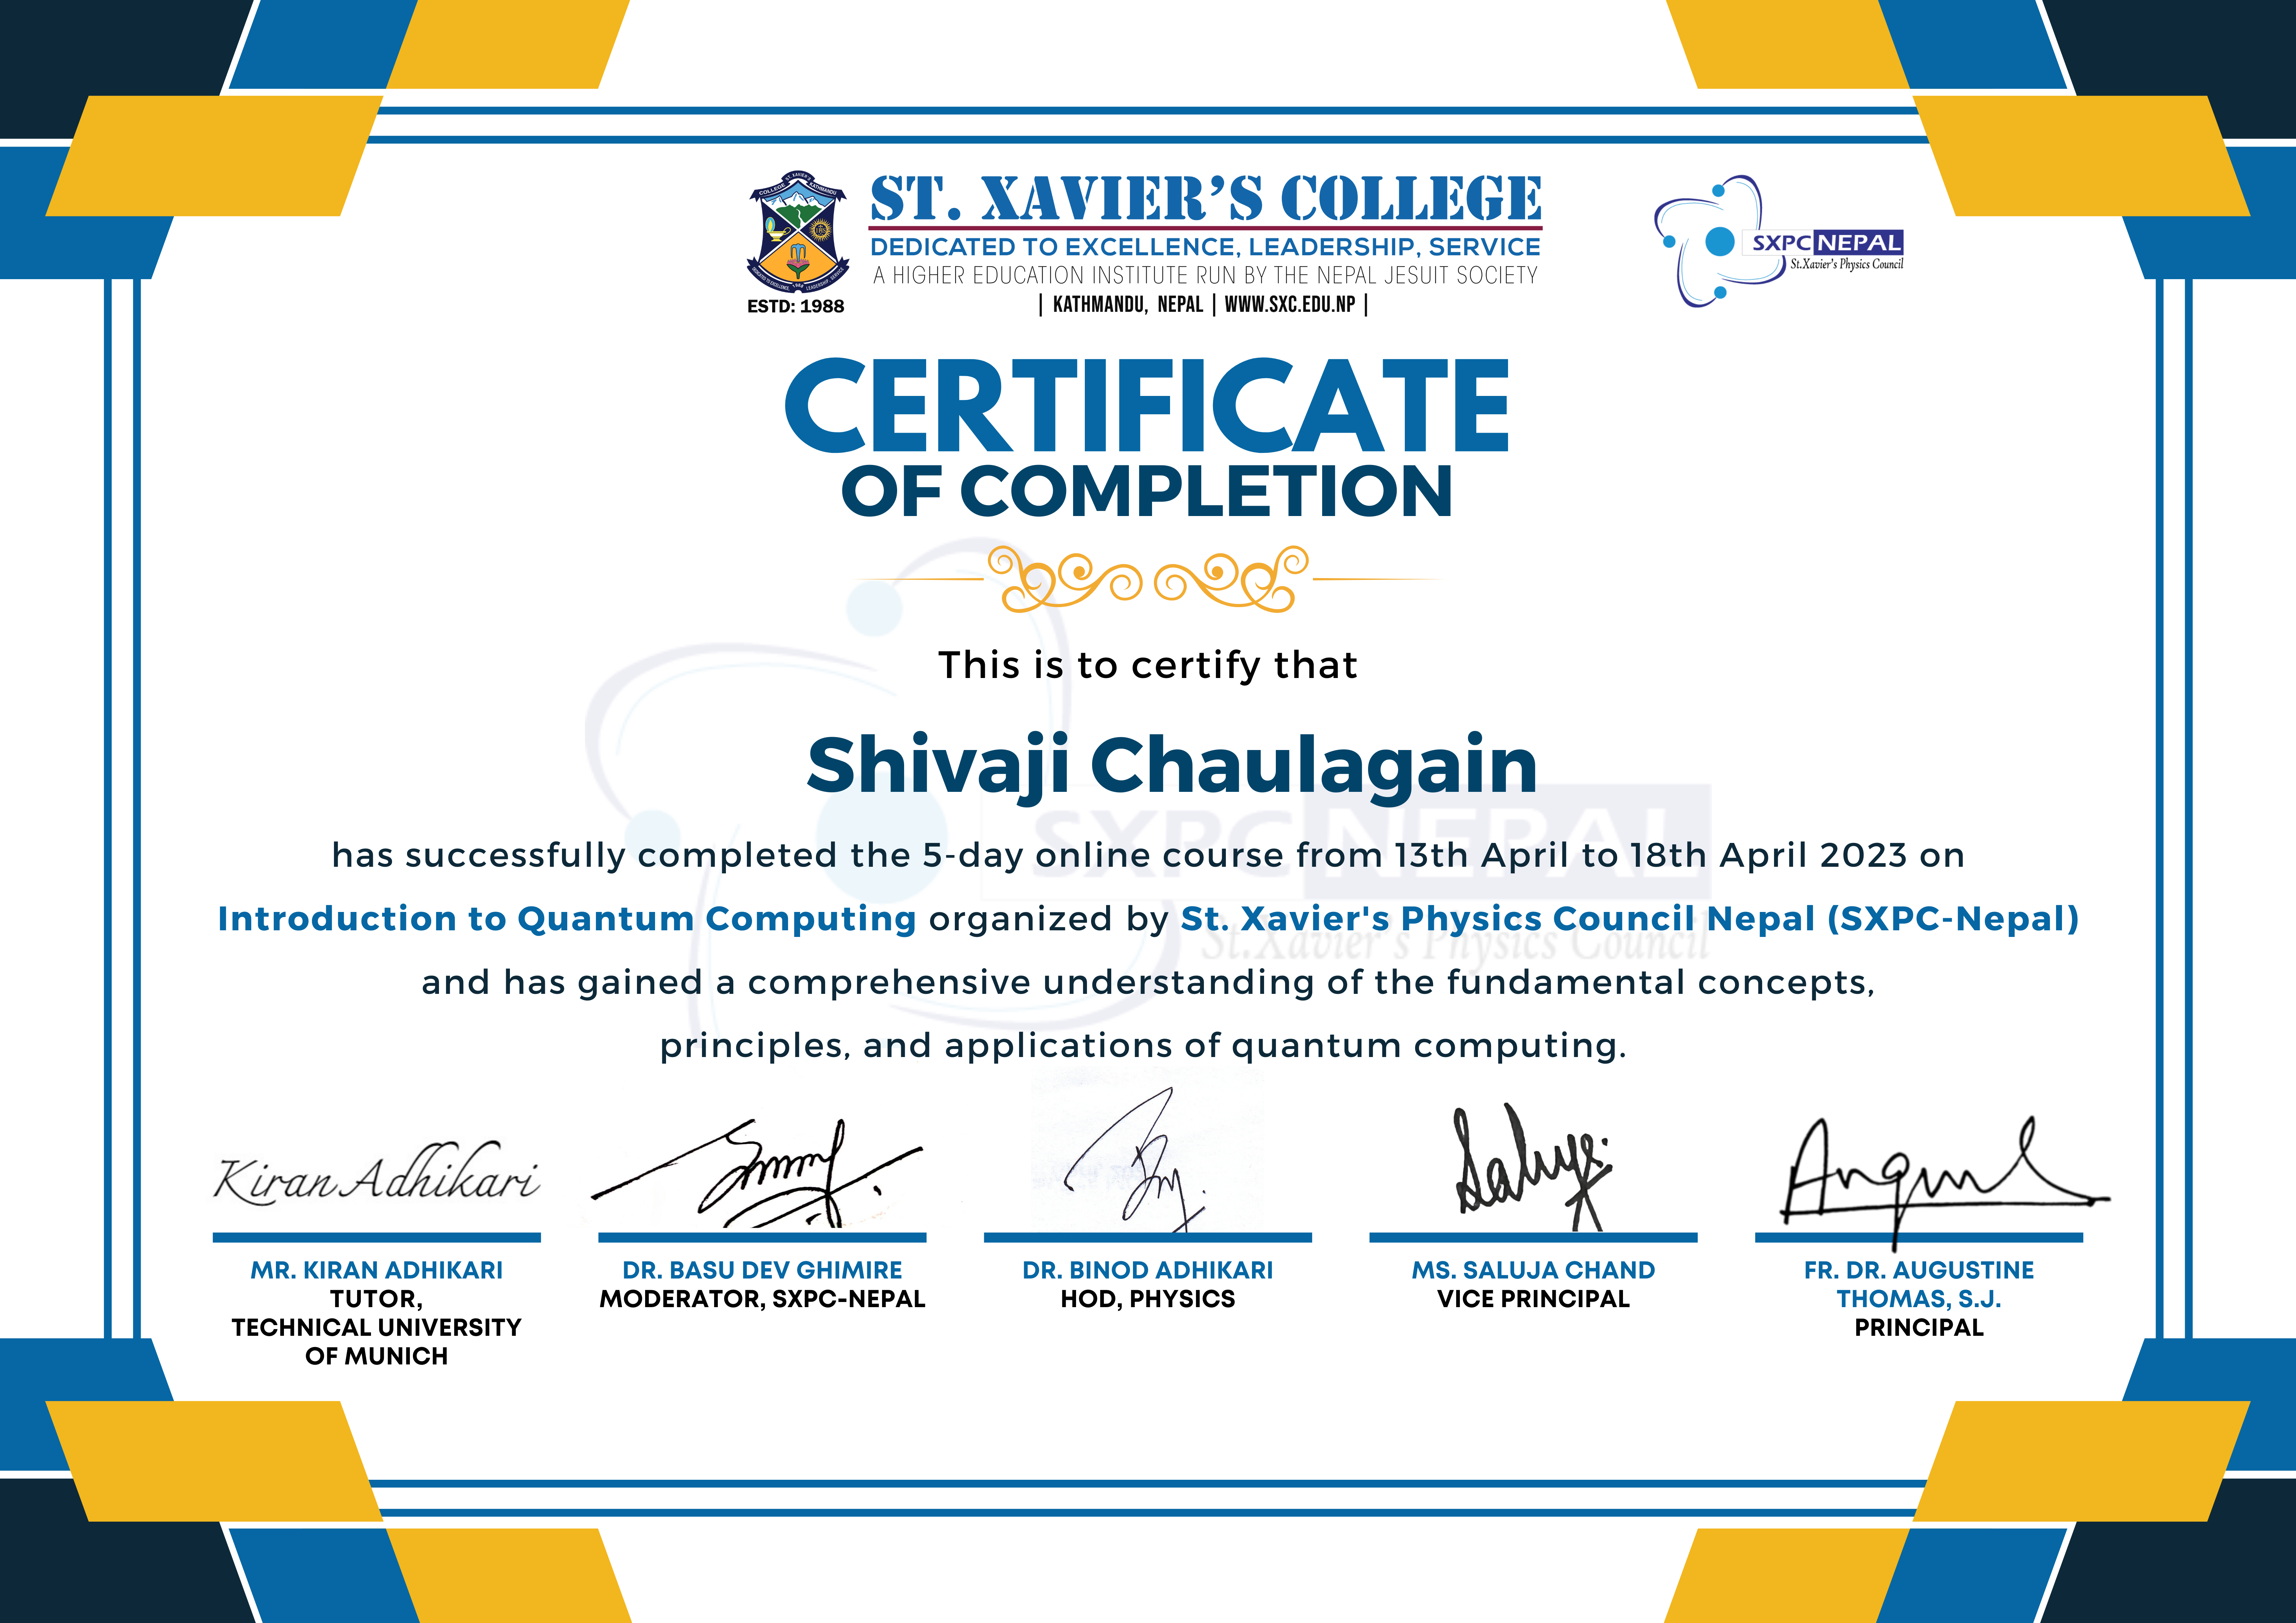 ST. XAVIER'S COLLEGE
DEDICATED TO EXCELLENCE, LEADERSHIP, SERVICE
A HIGHER EDUCATION INSTITUTE RUN BY THE NEPAL JESUIT SOCIETY
| KATHMANDU, NEPAL | WWW.SXC.EDU.NP |
ESTD: 1988
SXPC NEPAL
St.Xavier's Physics Council
CERTIFICATE
OF COMPLETION
This is to certify that
Shivaji Chaulagain
has successfully completed the 5-day online course from 13th April to 18th April 2023 on
Introduction to Quantum Computing organized by St. Xavier's Physics Council Nepal (SXPC-Nepal)
and has gained a comprehensive understanding of the fundamental concepts,
principles, and applications of quantum computing.
SXPC NEPAL
St.Xavier's Physics Council
Kiran Adhikari
MR. KIRAN ADHIKARI
TUTOR,
TECHNICAL UNIVERSITY
OF MUNICH
DR. BASU DEV GHIMIRE
MODERATOR, SXPC-NEPAL
DR. BINOD ADHIKARI
HOD, PHYSICS
MS. SALUJA CHAND
VICE PRINCIPAL
FR. DR. AUGUSTINE
THOMAS, S.J.
PRINCIPAL